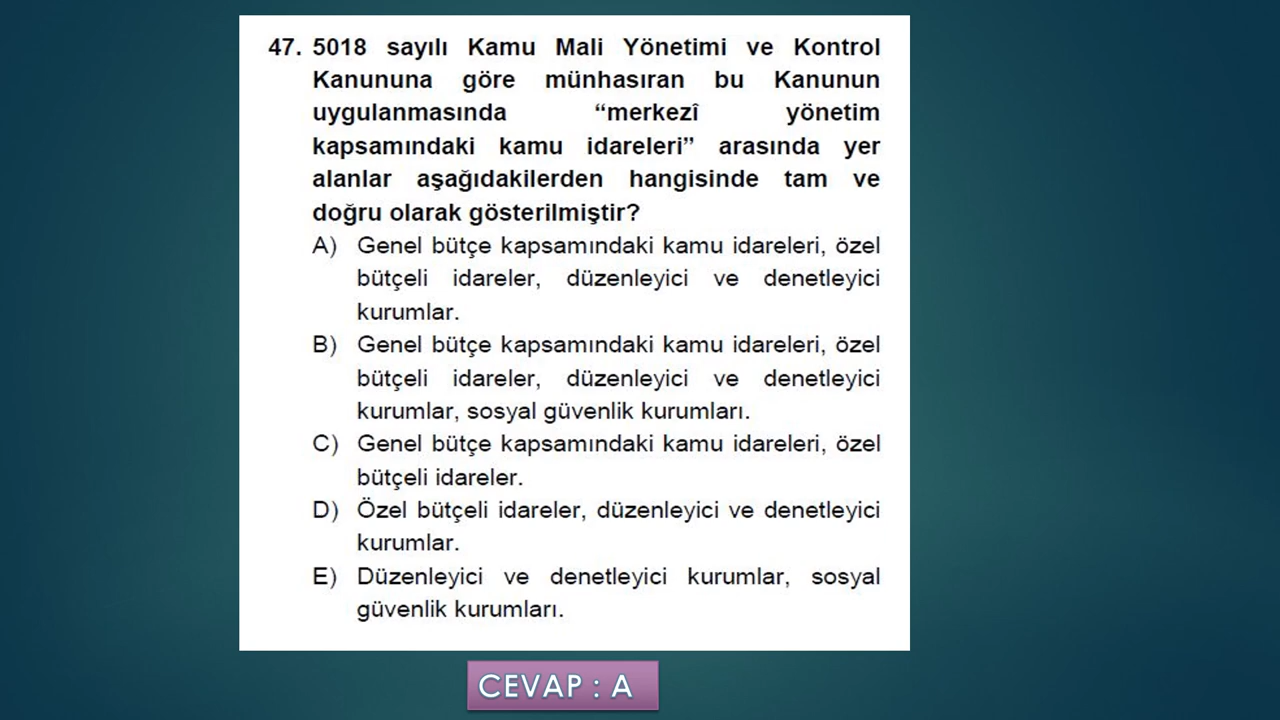 47. 5018 sayılı Kamu Mali Yönetimi ve Kontrol
Kanununa göre münhasıran bu Kanunun
uygulanmasında “merkezî yönetim
kapsamındaki kamu idareleri” arasında yer
alanlar aşağıdakilerden hangisinde tam ve
doğru olarak gösterilmiştir?
A) Genel bütçe kapsamındaki kamu idareleri, özel
bütçeli idareler, düzenleyici ve denetleyici
kurumlar.
B) Genel bütçe kapsamındaki kamu idareleri, özel
bütçeli idareler, düzenleyici ve denetleyici
kurumlar, sosyal güvenlik kurumları.
C) Genel bütçe kapsamındaki kamu idareleri, özel
bütçeli idareler.
D) Özel bütçeli idareler, düzenleyici ve denetleyici
kurumlar.
E) Düzenleyici ve denetleyici kurumlar, sosyal
güvenlik kurumları.
CEVAP : A